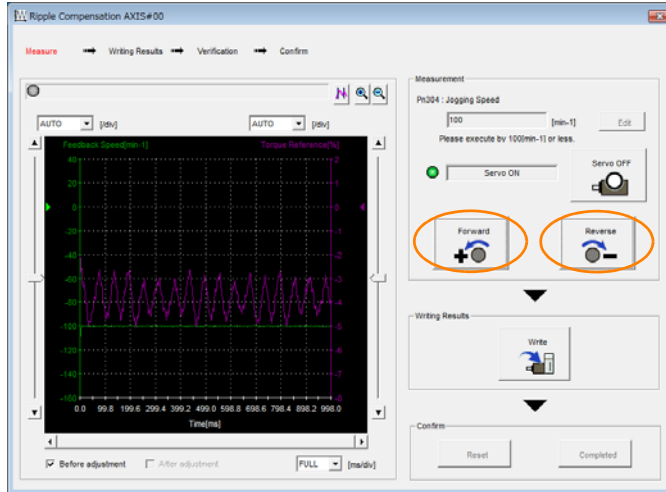 Ripple Compensation AXIS#00
Measure Writing Results Verification Confirm
AUTO [/div] AUTO [/div]
Feedback Speed[min-1] Torque Reference[%]
40 2
20 1
0 0
-20 -1
-40 -2
-60 -3
-80 -4
-100 -5
-120 -6
-140 -7
-160 -8
0.0 99.8 199.6 299.4 399.2 499.0 598.8 698.6 798.4 898.2 998.0
Time[ms]
Before adjustment After adjustment FULL [ms/div]
Measurement
Pn304 : Jogging Speed
100 [min-1] Edit
Please execute by 100[min-1] or less.
Servo ON Servo OFF
Forward Reverse
Writing Results
Write
Confirm
Reset Completed